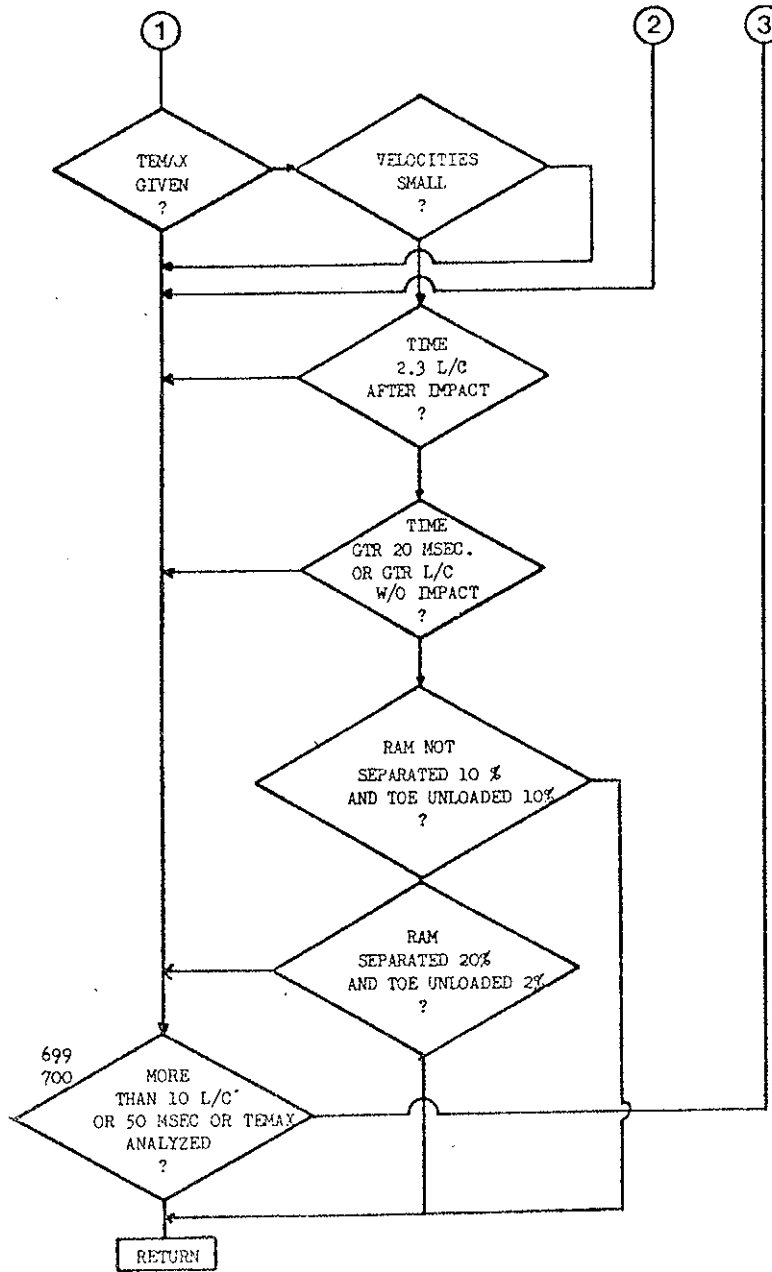 1
2
3
TEMAX
GIVEN
?
VELOCITIES
SMALL
?
TIME
2.3 L/C
AFTER IMPACT
?
TIME
GTR 20 MSEC.
OR GTR L/C
W/O IMPACT
?
RAM NOT
SEPARATED 10 %
AND TOE UNLOADED 10%
?
RAM
SEPARATED 20%
AND TOE UNLOADED 2%
?
699
700
MORE
THAN 10 L/C
OR 50 MSEC OR TEMAX
ANALYZED
?
RETURN